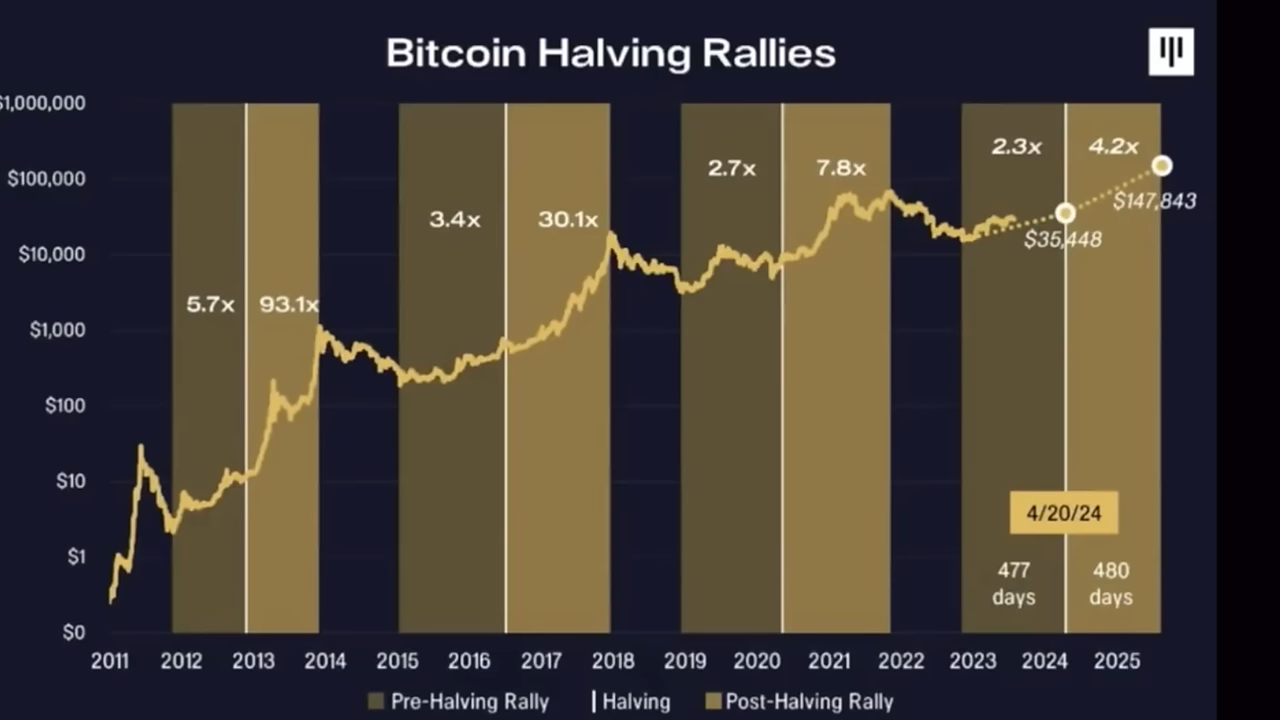 Bitcoin Halving Rallies
$1,000,000
$100,000
$10,000
$1,000
$100
$10
$1
$0
5.7x
93.1x
3.4x
30.1x
2.7x
7.8x
2.3x
4.2x
$147,843
$35,448
4/20/24
477
days
480
days
2011 2012 2013 2014 2015 2016 2017 2018 2019 2020 2021 2022 2023 2024 2025
Pre-Halving Rally Halving Post-Halving Rally